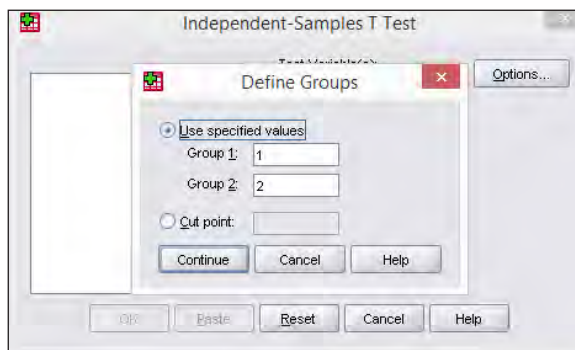 Independent-Samples T Test
Options...
Define Groups
Use specified values
Group 1: 1
Group 2: 2
Cut point:
Continue Cancel Help
OK Paste Reset Cancel Help